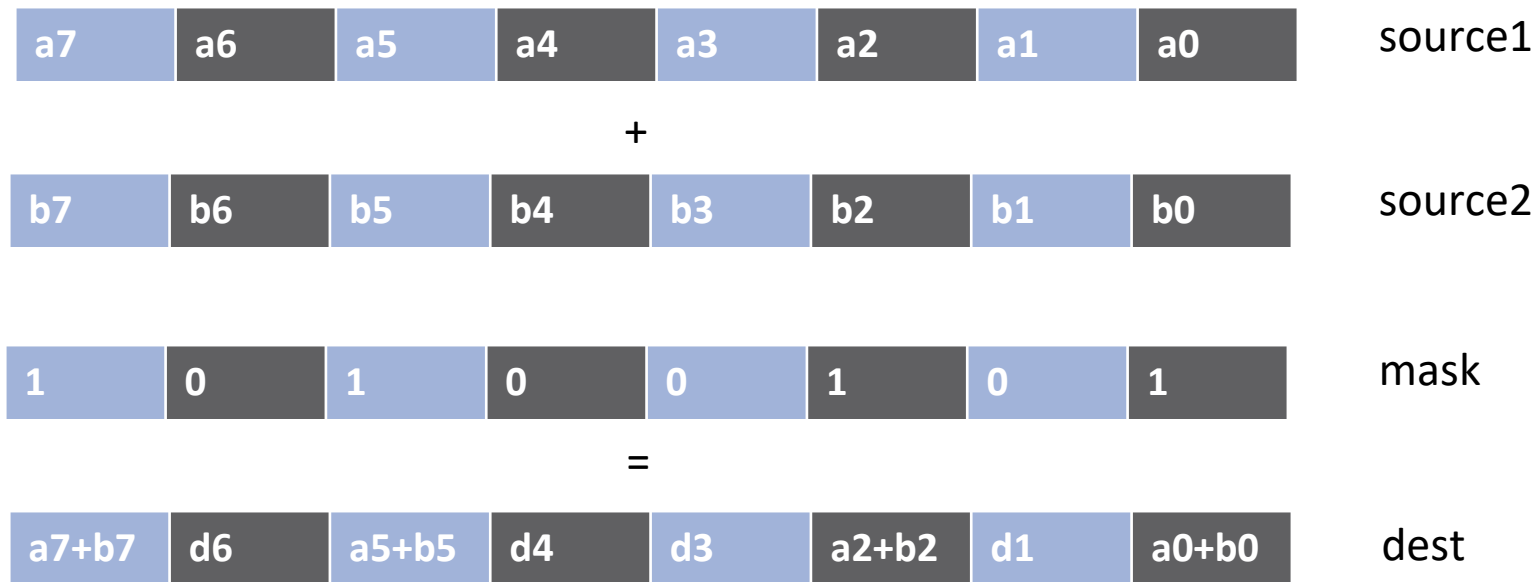 a7 a6 a5 a4 a3 a2 a1 a0 source1
+
b7 b6 b5 b4 b3 b2 b1 b0 source2
1 0 1 0 0 1 0 1 mask
=
a7+b7 d6 a5+b5 d4 d3 a2+b2 d1 a0+b0 dest